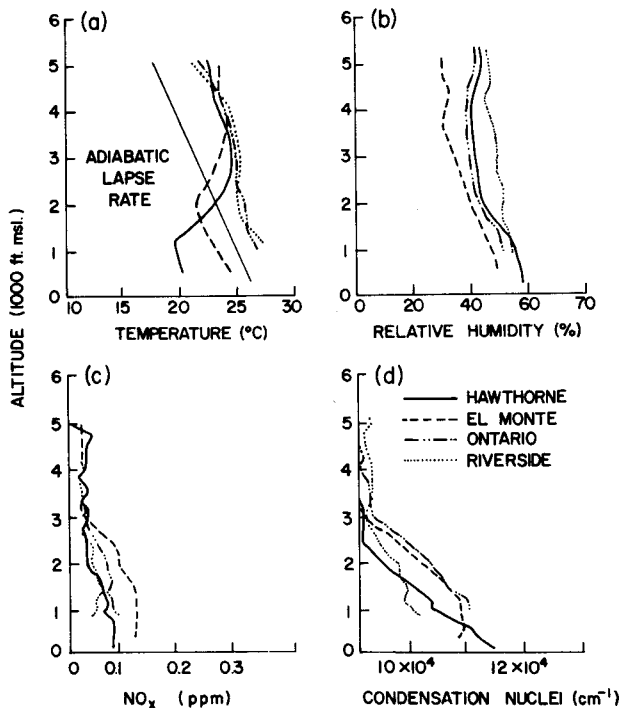 (a)
6
5
4
3
2
1
0
ADIABATIC
LAPSE
RATE
10 15 20 25 30
TEMPERATURE (°C)
(b)
6
5
4
3
2
1
0
30 40 50 60 70
RELATIVE HUMIDITY (%)
ALTITUDE (1000 ft. msl.)
(c)
6
5
4
3
2
1
0
0 0.1 0.2 0.3
NOx (ppm)
(d)
6
5
4
3
2
1
0
HAWTHORNE
EL MONTE
ONTARIO
RIVERSIDE
10×10⁴ 12×10⁴
CONDENSATION NUCLEI (cm⁻¹)